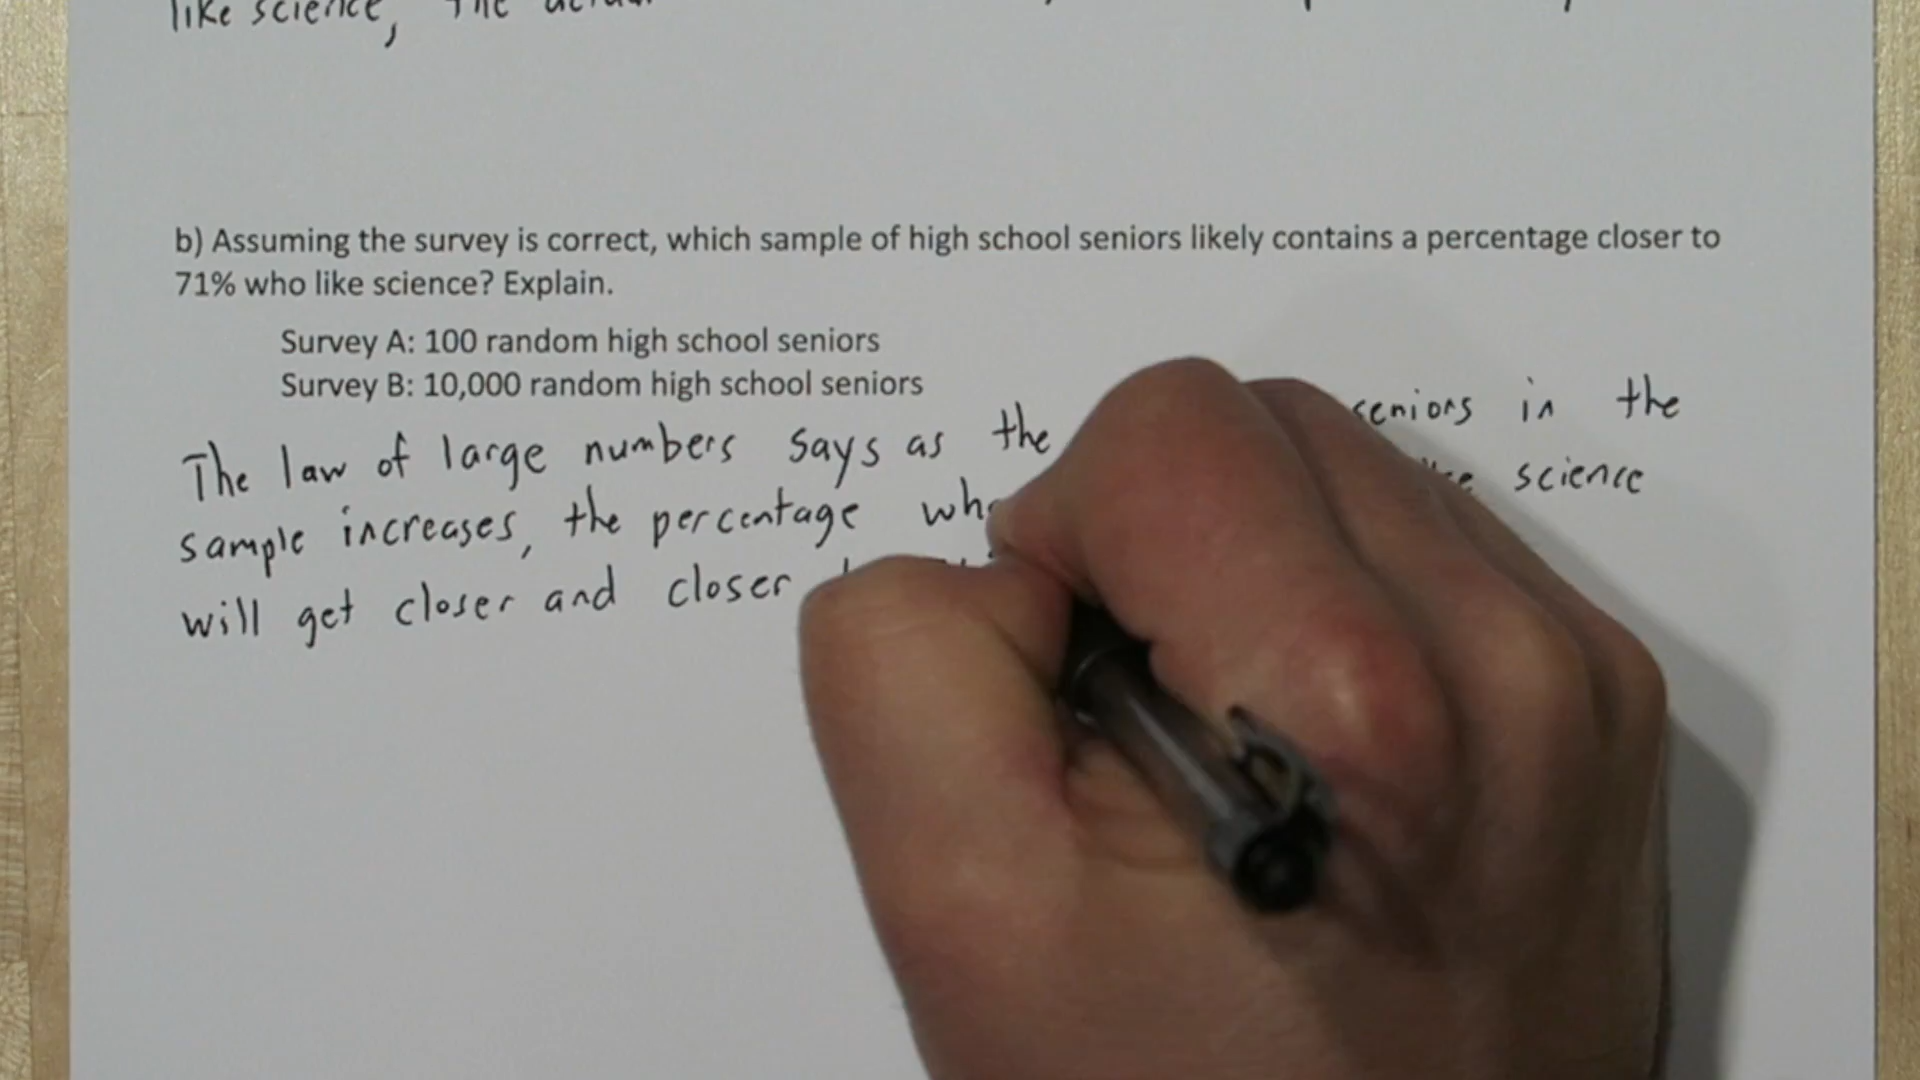 like science, the
b) Assuming the survey is correct, which sample of high school seniors likely contains a percentage closer to
71% who like science? Explain.
Survey A: 100 random high school seniors
Survey B: 10,000 random high school seniors
The law of large numbers says as the seniors in the
sample increases, the percentage science
will get closer and closer